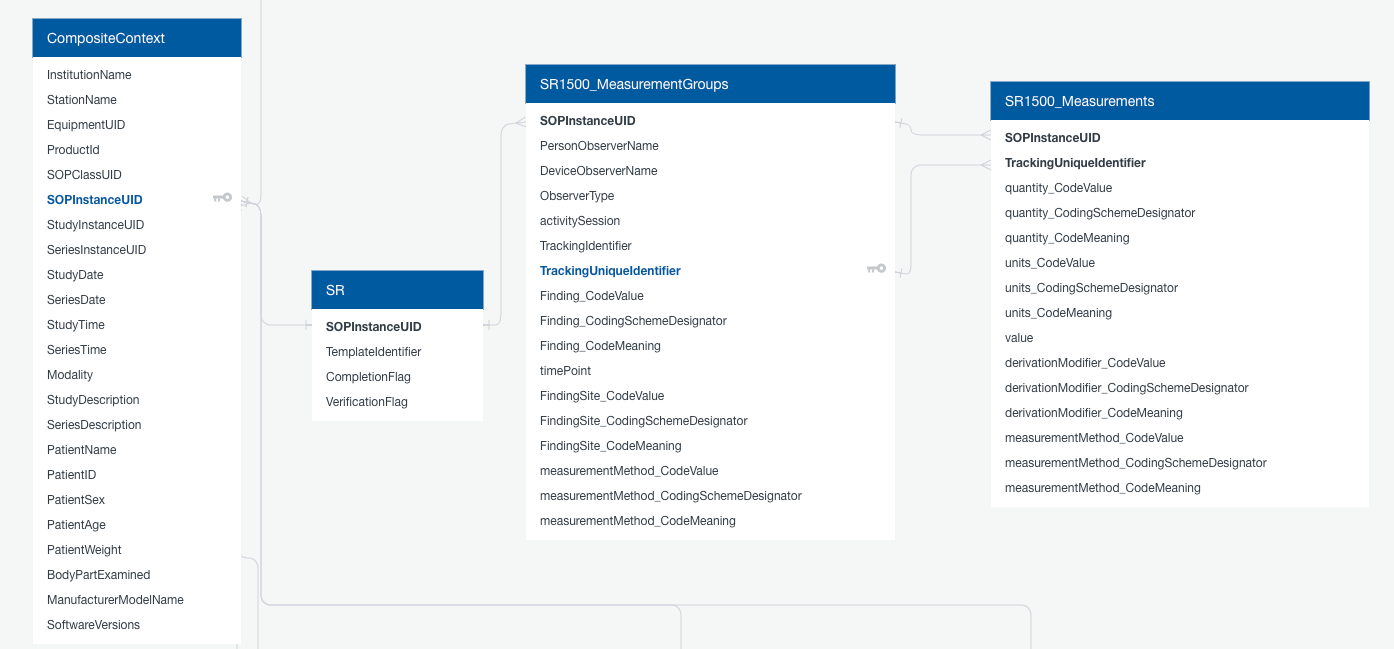 CompositeContext
InstitutionName
StationName
EquipmentUID
ProductId
SOPClassUID
SOPInstanceUID
StudyInstanceUID
SeriesInstanceUID
StudyDate
SeriesDate
StudyTime
SeriesTime
Modality
StudyDescription
SeriesDescription
PatientName
PatientID
PatientSex
PatientAge
PatientWeight
BodyPartExamined
ManufacturerModelName
SoftwareVersions
SR
SOPInstanceUID
TemplateIdentifier
CompletionFlag
VerificationFlag
SR1500_MeasurementGroups
SOPInstanceUID
PersonObserverName
DeviceObserverName
ObserverType
activitySession
TrackingIdentifier
TrackingUniqueIdentifier
Finding_CodeValue
Finding_CodingSchemeDesignator
Finding_CodeMeaning
timePoint
FindingSite_CodeValue
FindingSite_CodingSchemeDesignator
FindingSite_CodeMeaning
measurementMethod_CodeValue
measurementMethod_CodingSchemeDesignator
measurementMethod_CodeMeaning
SR1500_Measurements
SOPInstanceUID
TrackingUniqueIdentifier
quantity_CodeValue
quantity_CodingSchemeDesignator
quantity_CodeMeaning
units_CodeValue
units_CodingSchemeDesignator
units_CodeMeaning
value
derivationModifier_CodeValue
derivationModifier_CodingSchemeDesignator
derivationModifier_CodeMeaning
measurementMethod_CodeValue
measurementMethod_CodingSchemeDesignator
measurementMethod_CodeMeaning